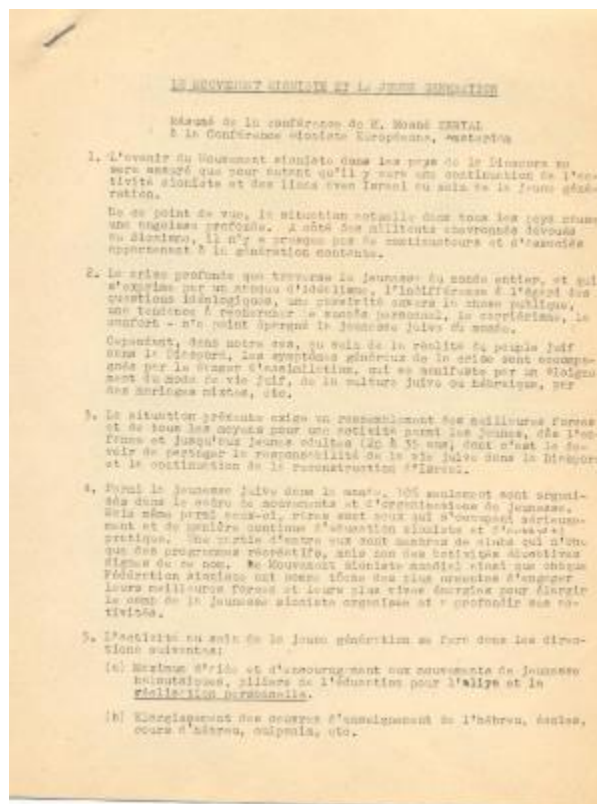 LE MOUVEMENT SIONISTE ET LA JEUNE GENERATION
Résumé de la conférence de M. Moshé
à la Conférence Sioniste Européenne, Amsterdam
1. L'avenir du Mouvement sioniste dans les pays de la Diaspora ne
sera assuré que pour autant qu'il y aura une continuation de l'ac-
tivité sioniste et des liens avec Israel au sein de la jeune géné-
ration.
De ce point de vue, la situation actuelle dans tous les pays
une angoisse profonde. A côté des militants chevronnés dévoués
au Sionisme, il n'y a presque pas de continuateurs et d'associés
appartenant à la génération montante.
2. La crise profonde que traverse la jeunesse du monde entier, et qui
s'exprime par un manque d'idéalisme, l'indifférence à l'égard des
questions idéologiques, une passivité envers la chose publique,
une tendance à rechercher le succès personnel, le carriérisme, le
confort - n'a point épargné la jeunesse juive du monde.
Cependant, dans notre cas, au sein de la réalité du peuple juif
dans la Diaspora, les symptômes généraux de la crise sont accompa-
gnés par le danger d'assimilation, qui se manifeste par un éloigne-
ment du mode de vie juif, de la culture juive ou hébraïque, par
des mariages mixtes, etc.
3. La situation présente exige un rassemblement des meilleures forces
et de tous les moyens pour une activité parmi les jeunes, dès l'en-
fance et jusqu'aux jeunes adultes (25 à 35 ans, dont c'est le de-
voir de partager la responsabilité de la vie juive dans la Diaspora
et la continuation de la reconstruction d'Israel.
4. Parmi la jeunesse juive dans le monde, 10% seulement sont organi-
sés dans le cadre de mouvements et d'organisations de jeunesse.
Mais même parmi ceux-ci, rares sont ceux qui s'occupent sérieuse-
ment et de manière continue d'éducation sioniste et
pratique. Une partie d'entre eux sont membres de clubs qui n'ont
que des programmes récréatifs, mais non des activités éducatives
dignes de ce nom. Le Mouvement sioniste mondial ainsi que chaque
Fédération sioniste ont comme tâche des plus urgentes d'engager
leurs meilleures forces et leurs plus vives énergies pour élargir
le camp de la jeunesse sioniste organisée et approfondir ses ac-
tivités.
5. L'activité au sein de la jeune génération se fera dans les direc-
tions suivantes:
(a) Maximum d'aide et d'encouragement aux mouvements de jeunesse
haloutsiques, piliers de l'éducation pour l'aliya et la
réalisation personnelle.
(b) Elargissement des oeuvres d'enseignement de l'hébreu, écoles,
cours d'hébreu, oulpanim, etc.